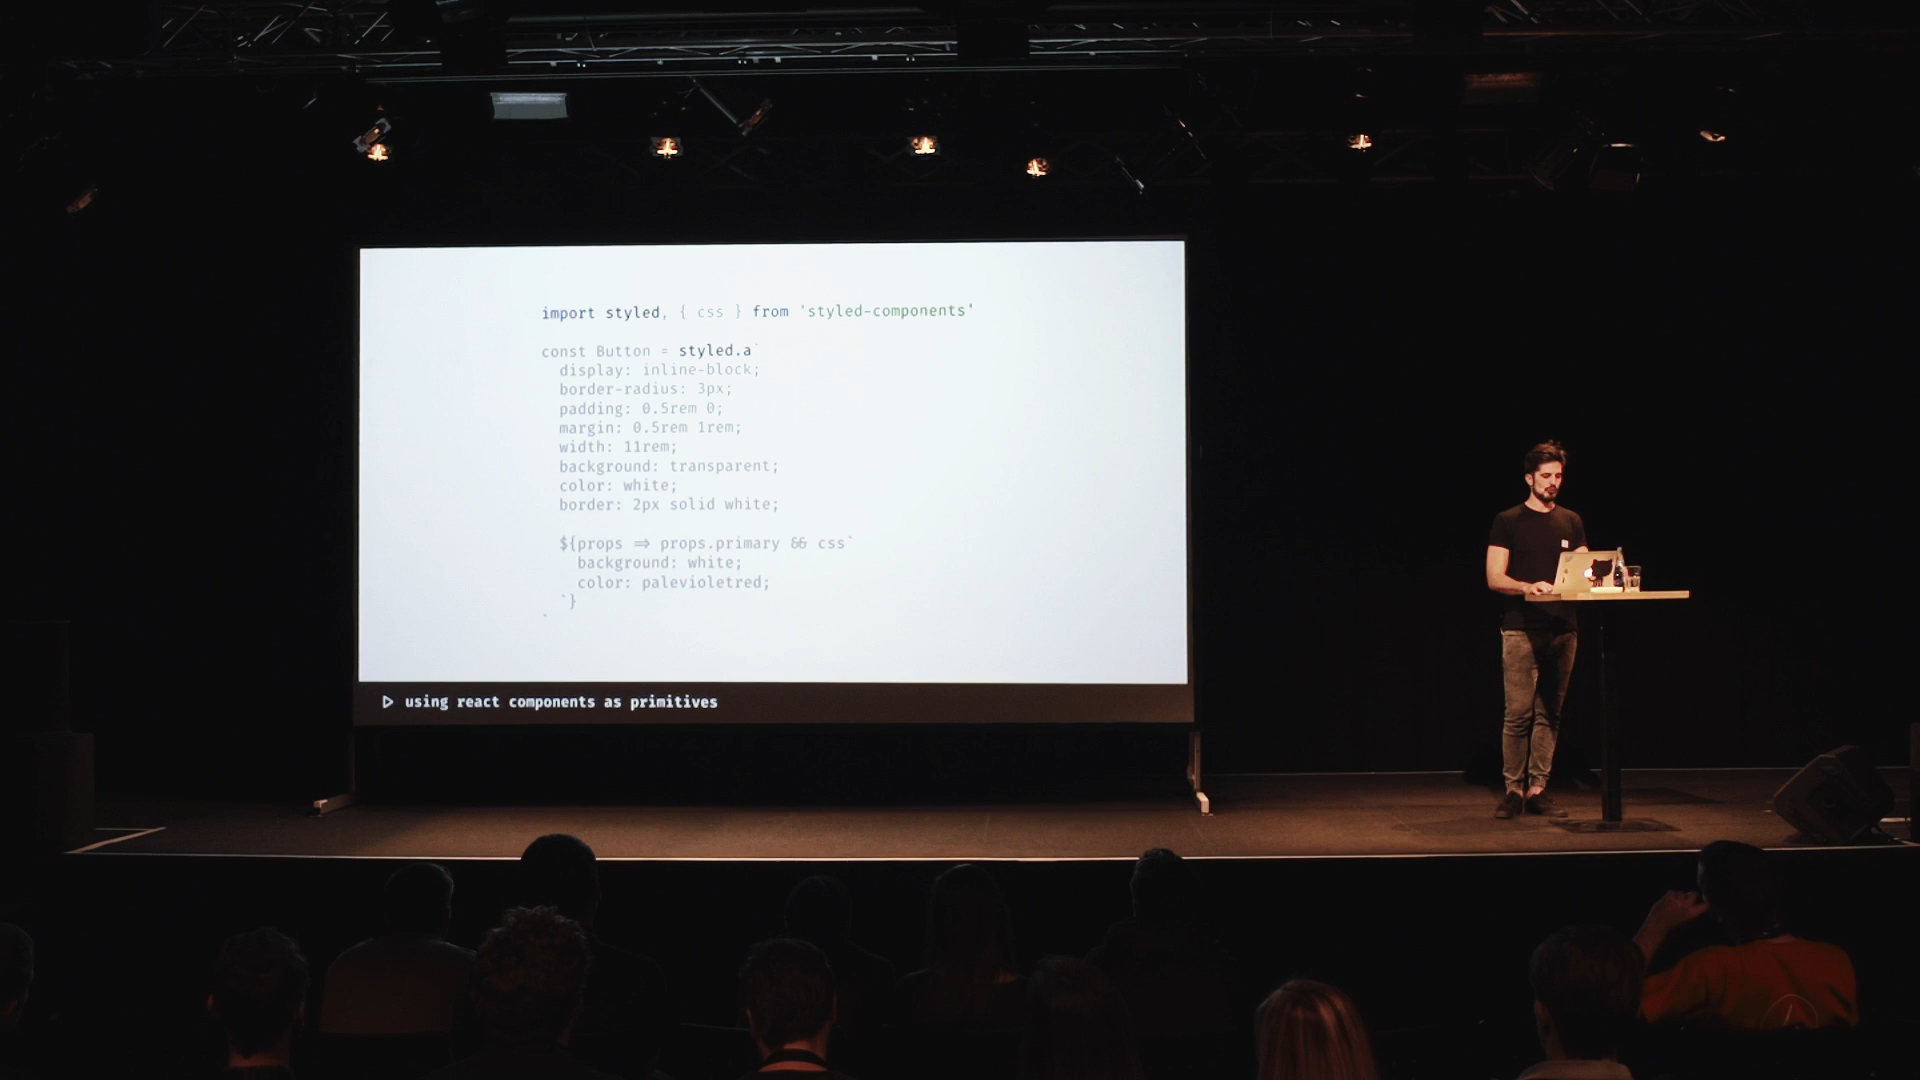 import styled, { css } from 'styled-components'
const Button = styled.a`
display: inline-block;
border-radius: 3px;
padding: 0.5rem 0;
margin: 0.5rem 1rem;
width: 11rem;
background: transparent;
color: white;
border: 2px solid white;
${props => props.primary && css`
background: white;
color: palevioletred;
`}
`
▷ using react components as primitives